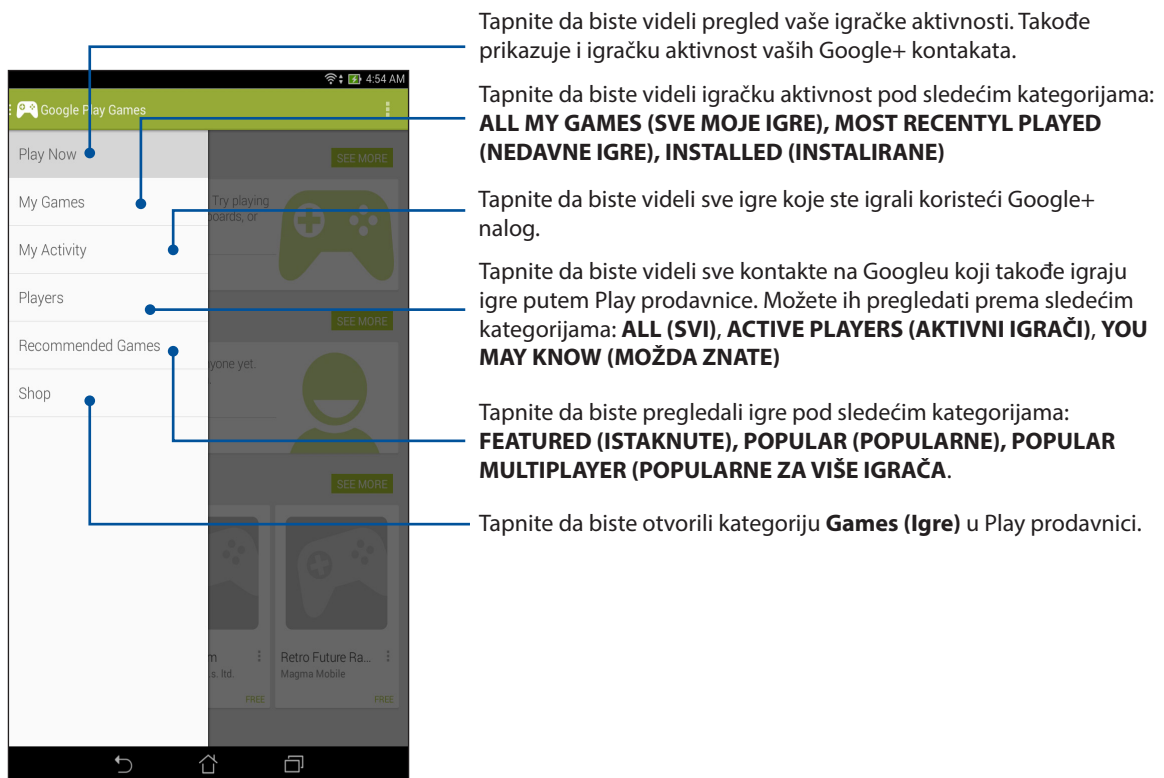 Tapnite da biste videli pregled vaše igračke aktivnosti. Takođe
prikazuje i igračku aktivnost vaših Google+ kontakata.
4:54 AM
Google Play Games
Tapnite da biste videli igračku aktivnost pod sledećim kategorijama:
ALL MY GAMES (SVE MOJE IGRE), MOST RECENTYL PLAYED
(NEDAVNE IGRE), INSTALLED (INSTALIRANE)
Play Now
SEE MORE
My Games
Try playing
boards, or
Tapnite da biste videli sve igre koje ste igrali koristeći Google+
nalog.
My Activity
Tapnite da biste videli sve kontakte na Googleu koji takođe igraju
igre putem Play prodavnice. Možete ih pregledati prema sledećim
kategorijama: ALL (SVI), ACTIVE PLAYERS (AKTIVNI IGRAČI), YOU
MAY KNOW (MOŽDA ZNATE)
Players
SEE MORE
Recommended Games
yone yet.
Shop
Tapnite da biste pregledali igre pod sledećim kategorijama:
FEATURED (ISTAKNUTE), POPULAR (POPULARNE), POPULAR
MULTIPLAYER (POPULARNE ZA VIŠE IGRAČA.
SEE MORE
Tapnite da biste otvorili kategoriju Games (Igre) u Play prodavnici.
m
s. ltd.
FREE
Retro Future Ra...
Magma Mobile
FREE